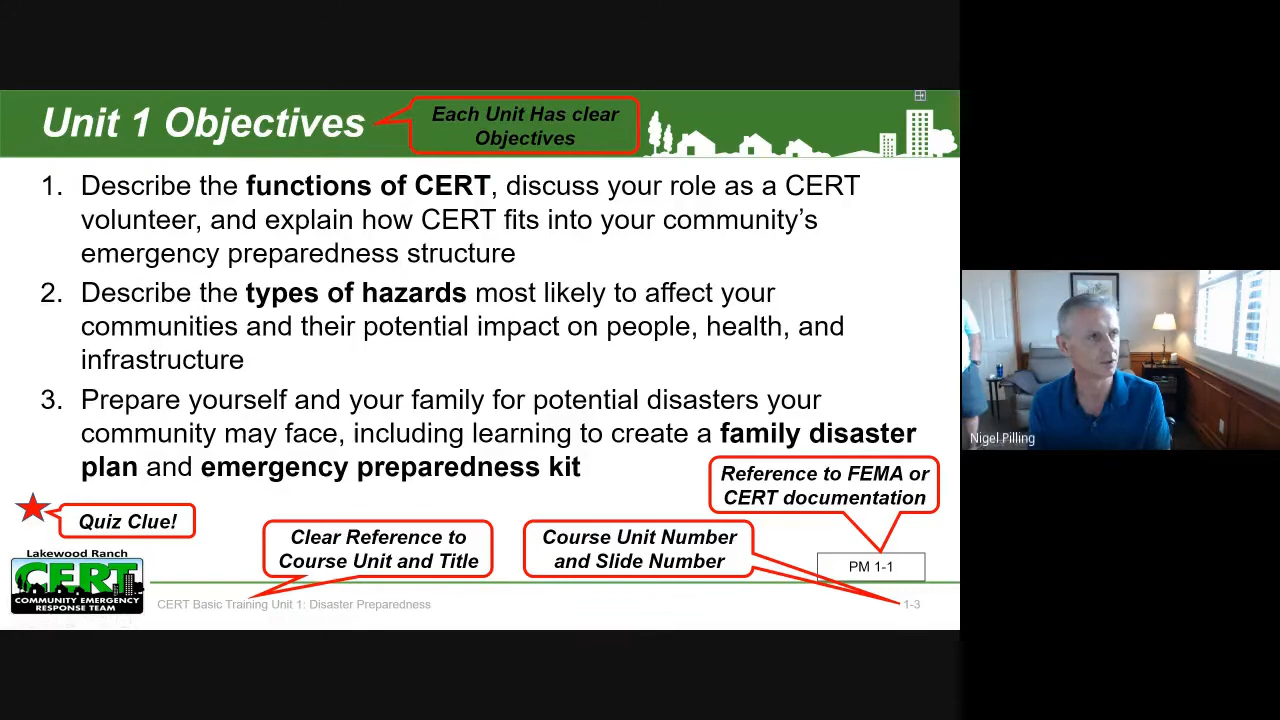 Unit 1 Objectives
Each Unit Has clear
Objectives
1. Describe the functions of CERT, discuss your role as a CERT
volunteer, and explain how CERT fits into your community’s
emergency preparedness structure
2. Describe the types of hazards most likely to affect your
communities and their potential impact on people, health, and
infrastructure
3. Prepare yourself and your family for potential disasters your
community may face, including learning to create a family disaster
plan and emergency preparedness kit
Nigel Pilling
Reference to FEMA or
CERT documentation
Quiz Clue!
Clear Reference to
Course Unit and Title
Course Unit Number
and Slide Number
PM 1-1
Lakewood Ranch
CERT
COMMUNITY EMERGENCY
RESPONSE TEAM
CERT Basic Training Unit 1: Disaster Preparedness
1-3